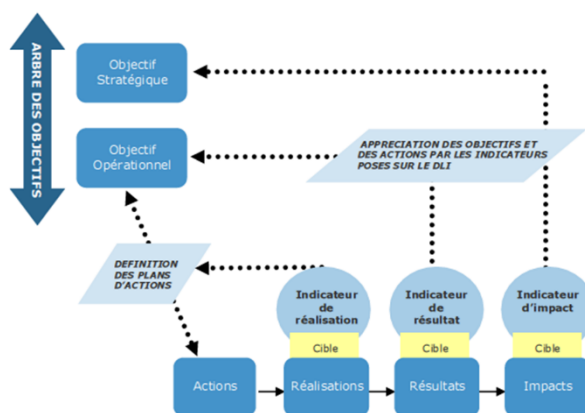 ARBRE DES OBJECTIFS
Objectif
Stratégique
Objectif
Opérationnel
APPRECIATION DES OBJECTIFS ET
DES ACTIONS PAR LES INDICATEURS
POSES SUR LE DLI
DEFINITION
DES PLANS
D'ACTIONS
Indicateur
de
réalisation
Indicateur
de
résultat
Indicateur
d'impact
Cible
Cible
Cible
Actions
Réalisations
Résultats
Impacts